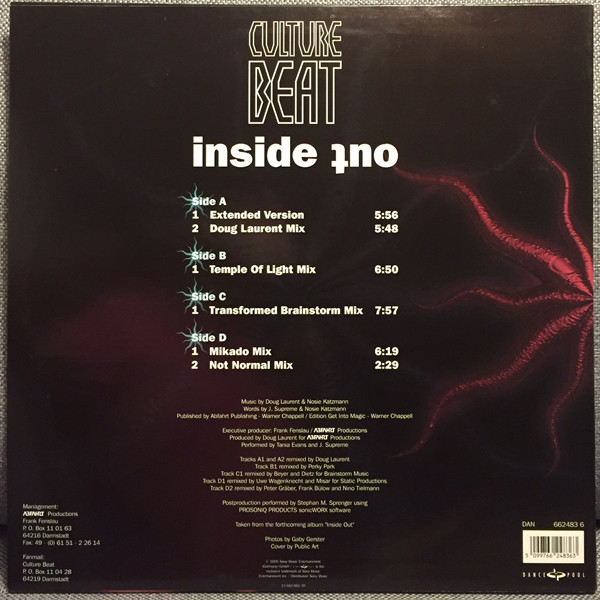 CULTURE
BEAT
inside out
Side A
1 Extended Version 5:56
2 Doug Laurent Mix 5:48
Side B
1 Temple Of Light Mix 6:50
Side C
1 Transformed Brainstorm Mix 7:57
Side D
1 Mikado Mix 6:19
2 Not Normal Mix 2:29
Music by Doug Laurent & Nosie Katzmann
Words by J. Supreme & Nosie Katzmann
Published by Abfahrt Publishing - Warner Chappell / Edition Get Into Magic - Warner Chappell
Executive producer: Frank Fenslau / ABFAHRT Productions
Produced by Doug Laurent for ABFAHRT Productions
Performed by Tania Evans and J. Supreme
Tracks A1 and A2 remixed by Doug Laurent
Track B1 remixed by Perky Park
Track C1 remixed by Beyer and Dietz for Brainstorm Music
Track D1 remixed by Uwe Wagenknecht and Misar for Static Productions
Track D2 remixed by Peter Gräber, Frank Bülow and Nino Tielmann
Postproduction performed by Stephan M. Sprenger using
PROSONIQ PRODUCTS sonicWORX software
Taken from the forthcoming album "Inside Out"
Photos by Gaby Gerster
Cover by Public Art
Management:
ABFAHRT Productions
Frank Fenslau
P. O. Box 11 01 63
64216 Darmstadt
Fax: 49 - (0) 61 51 - 2 26 14
Fanmail:
Culture Beat
P. O. Box 11 04 28
64219 Darmstadt
DAN 662483 6
5 099766 248363
DANCE POOL